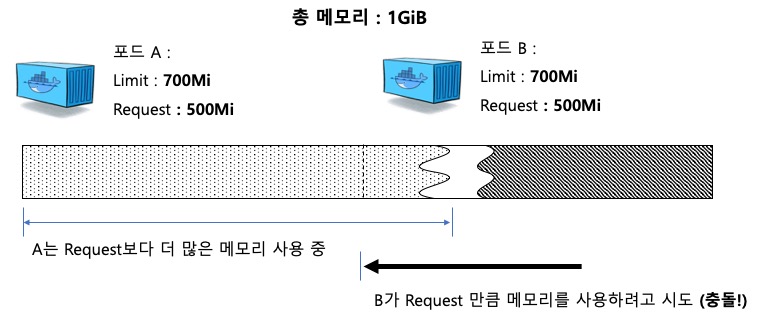 총 메모리 : 1GiB
포드 A :
Limit : 700Mi
Request : 500Mi
포드 B :
Limit : 700Mi
Request : 500Mi
A는 Request보다 더 많은 메모리 사용 중
B가 Request 만큼 메모리를 사용하려고 시도 (충돌!)